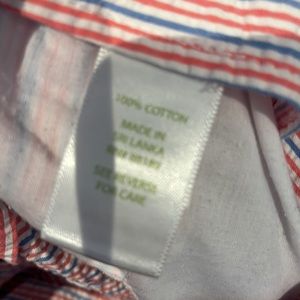 100% COTTON
MADE IN
SRI LANKA
SEE REVERSE
FOR CARE